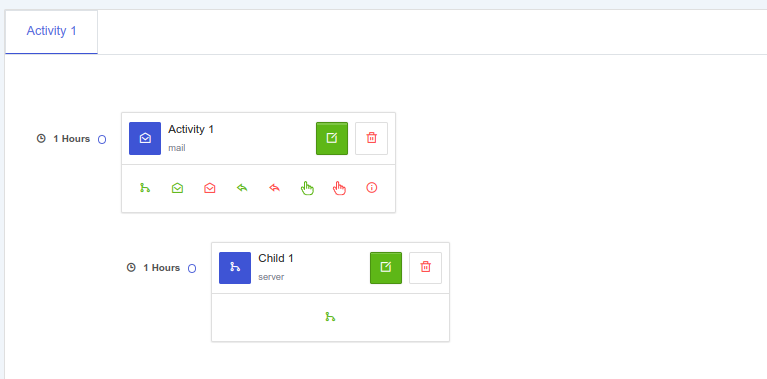 Activity 1
1 Hours
Activity 1
mail
1 Hours
Child 1
server